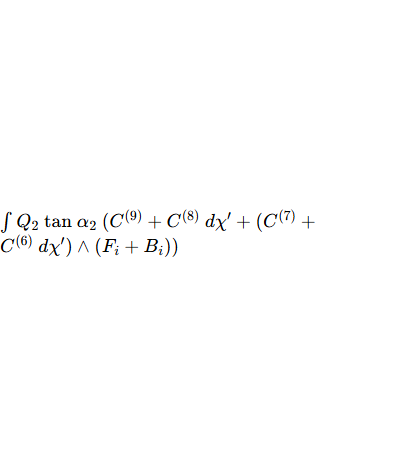 ∫ Q₂ tan α₂ (C⁽⁹⁾ + C⁽⁸⁾ dχ′ + (C⁽⁷⁾ +
C⁽⁶⁾ dχ′) ∧ (Fᵢ + Bᵢ))